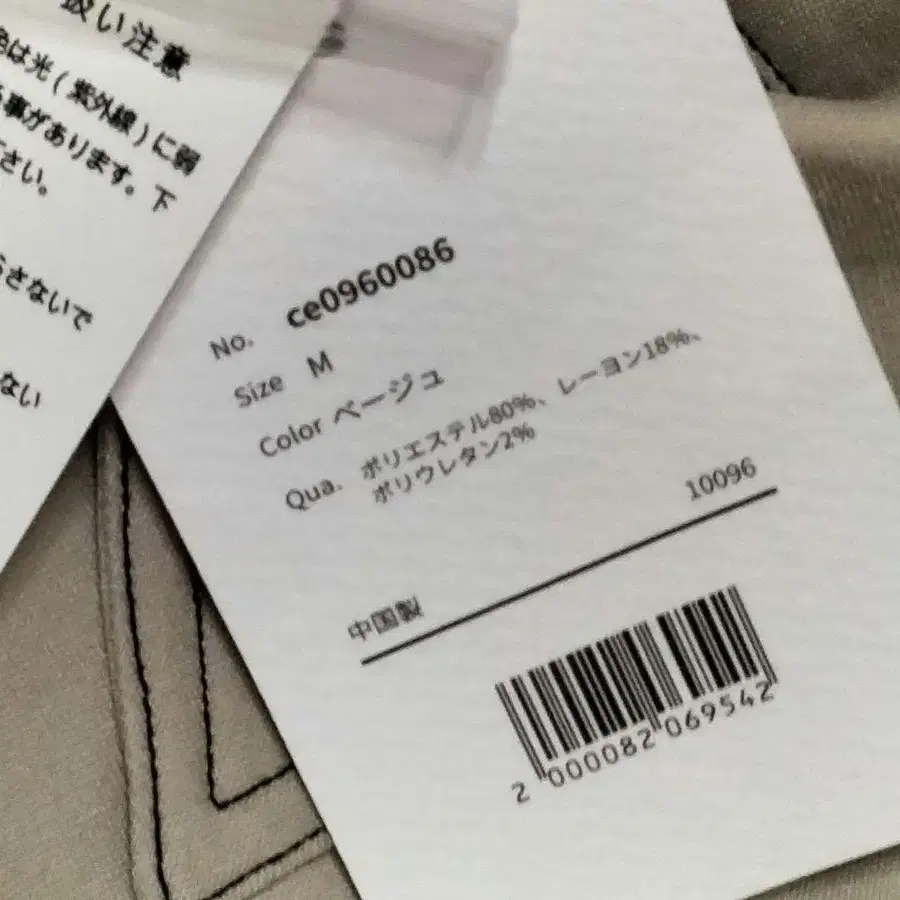 扱い注意
色は光(紫外線)に弱
る事があります。下
さい。
らさないで
ない
No. ce0960086
Size M
Color ベージュ
Qua. ポリエステル80%、レーヨン18%、
ポリウレタン2%
10096
中国製
2 000082 069542